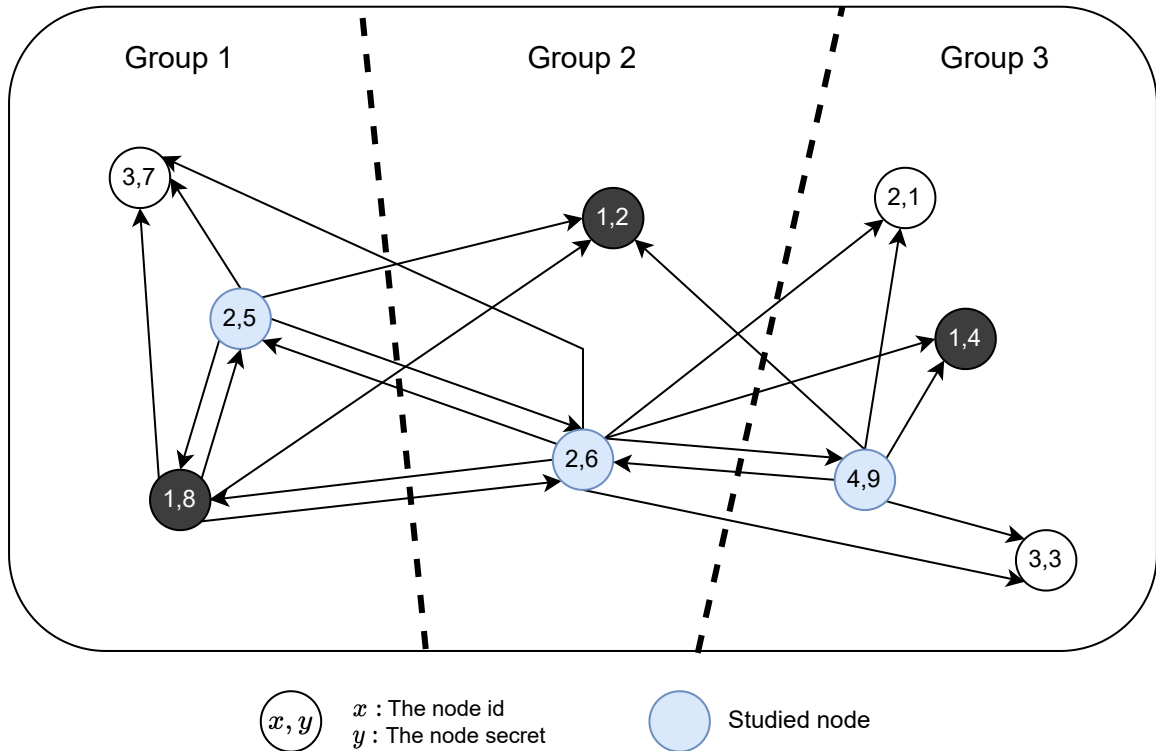 Group 1
Group 2
Group 3
3,7
1,2
2,1
2,5
1,4
2,6
4,9
1,8
3,3
x, y
x : The node id
y : The node secret
Studied node